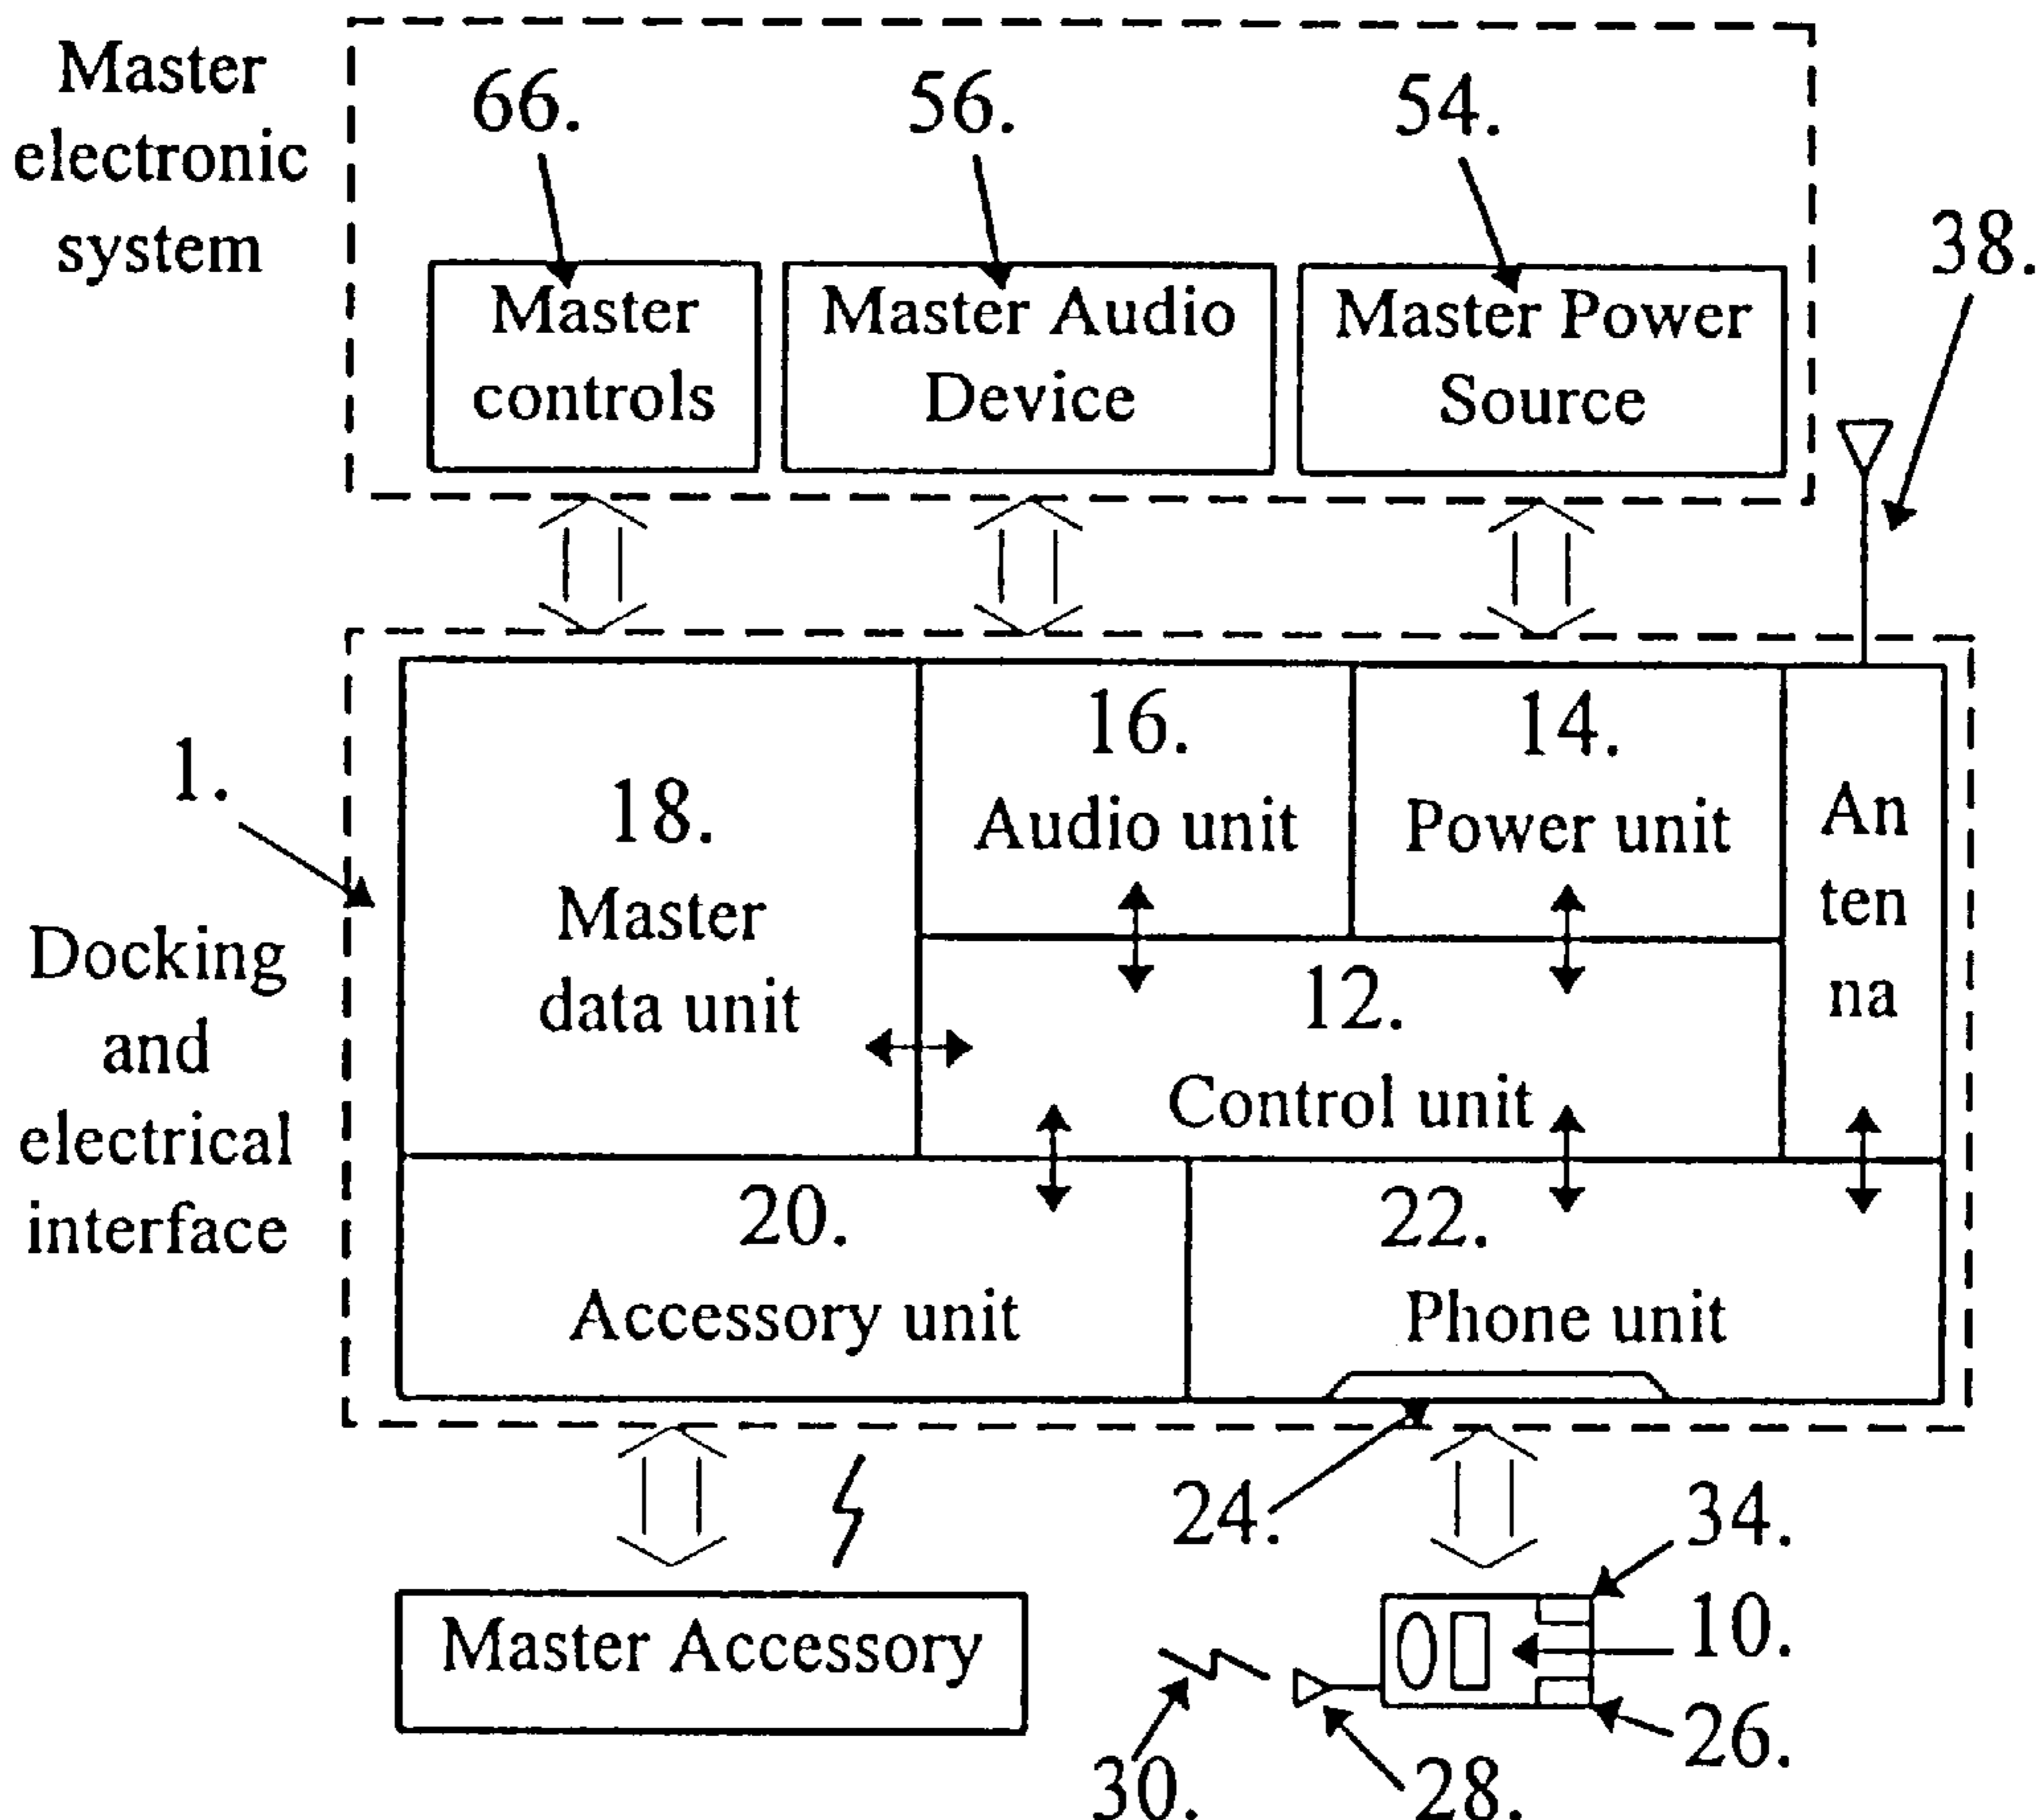 Master
electronic
system
66.
56.
54.
38.
Master
controls
Master Audio
Device
Master Power
Source
1.
Docking
and
electrical
interface
18.
Master
data unit
16.
Audio unit
14.
Power unit
An
ten
na
12.
Control unit
20.
Accessory unit
22.
Phone unit
24.
34.
10.
26.
Master Accessory
30.
28.